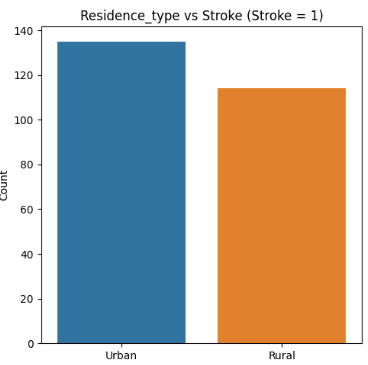 Residence_type vs Stroke (Stroke = 1)
140
120
100
80
60
40
20
0
Count
Urban Rural